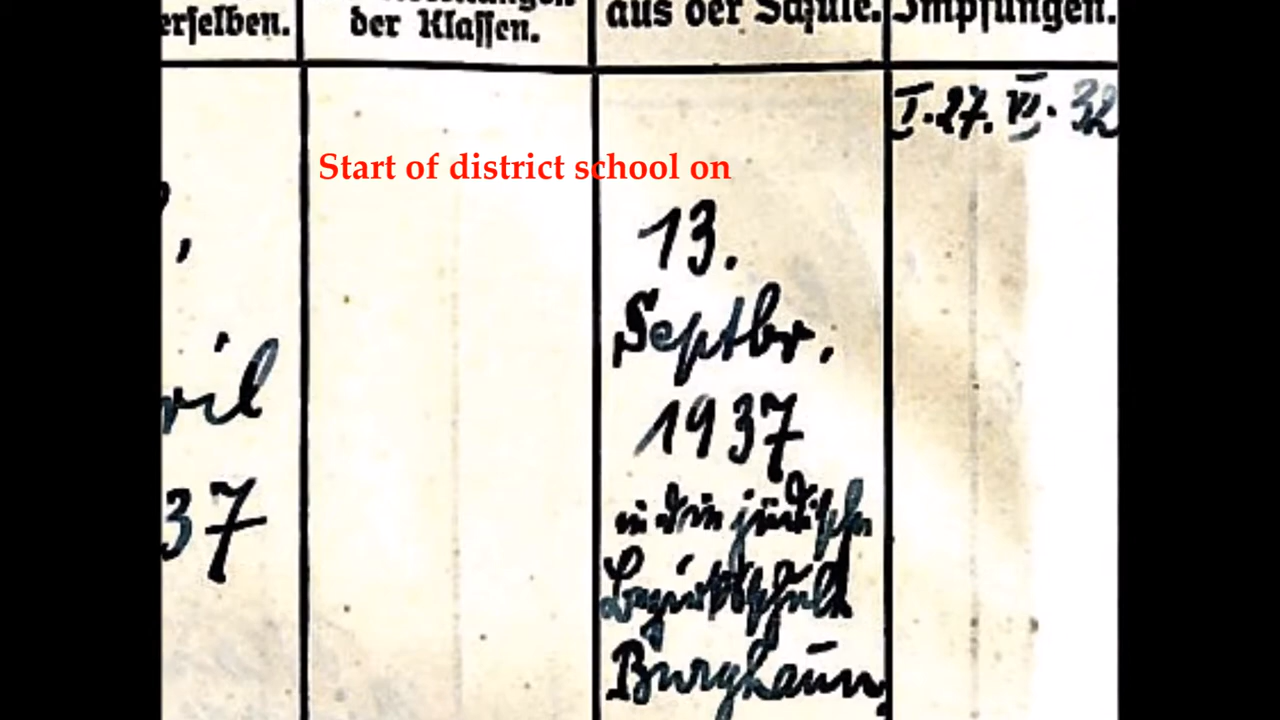 erselben.
der Klassen.
aus der Schule.
Impfungen.
I. 27. VI. 32
Start of district school on
13.
Septbr.
1937
in die jüdische
Bezirksschule
Burghaun
ril
37